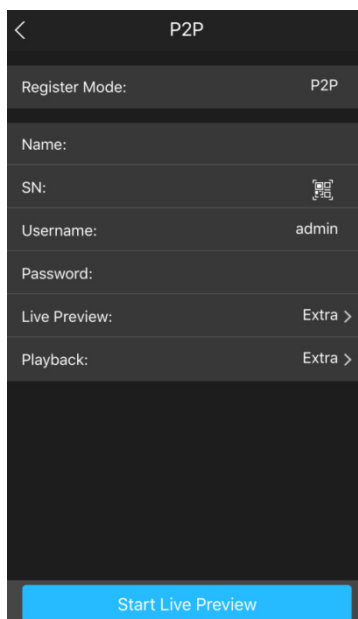 P2P
Register Mode: P2P
Name:
SN:
Username: admin
Password:
Live Preview: Extra
Playback: Extra
Start Live Preview